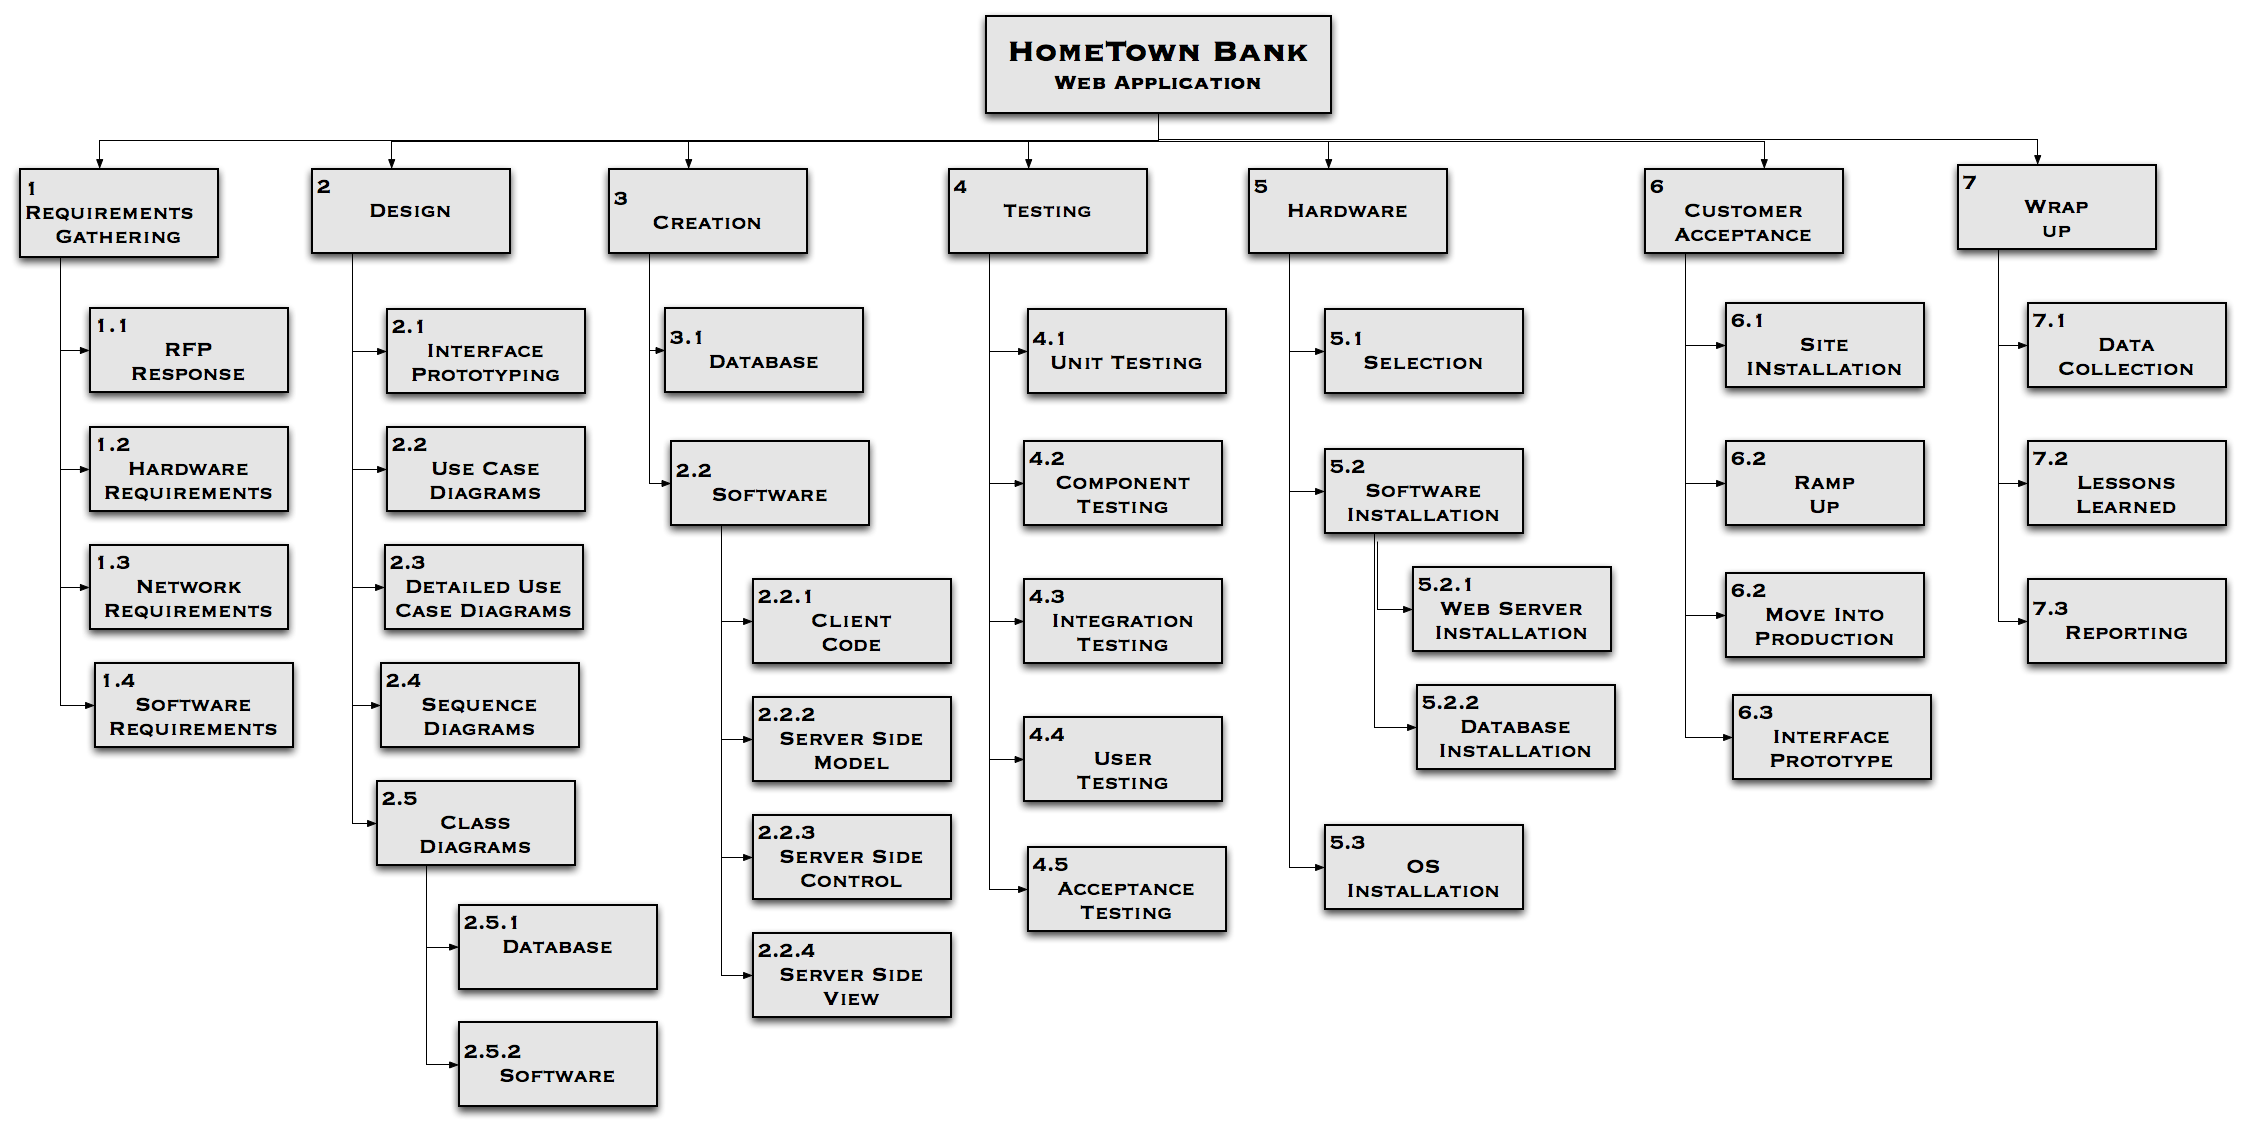 HomeTown Bank
Web Application
1
Requirements
Gathering
1.1
RFP
Response
1.2
Hardware
Requirements
1.3
Network
Requirements
1.4
Software
Requirements
2
Design
2.1
Interface
Prototyping
2.2
Use Case
Diagrams
2.3
Detailed Use
Case Diagrams
2.4
Sequence
Diagrams
2.5
Class
Diagrams
2.5.1
Database
2.5.2
Software
3
Creation
3.1
Database
2.2
Software
2.2.1
Client
Code
2.2.2
Server Side
Model
2.2.3
Server Side
Control
2.2.4
Server Side
View
4
Testing
4.1
Unit Testing
4.2
Component
Testing
4.3
Integration
Testing
4.4
User
Testing
4.5
Acceptance
Testing
5
Hardware
5.1
Selection
5.2
Software
Installation
5.2.1
Web Server
Installation
5.2.2
Database
Installation
5.3
OS
Installation
6
Customer
Acceptance
6.1
Site
INstallation
6.2
Ramp
Up
6.2
Move Into
Production
6.3
Interface
Prototype
7
Wrap
up
7.1
Data
Collection
7.2
Lessons
Learned
7.3
Reporting